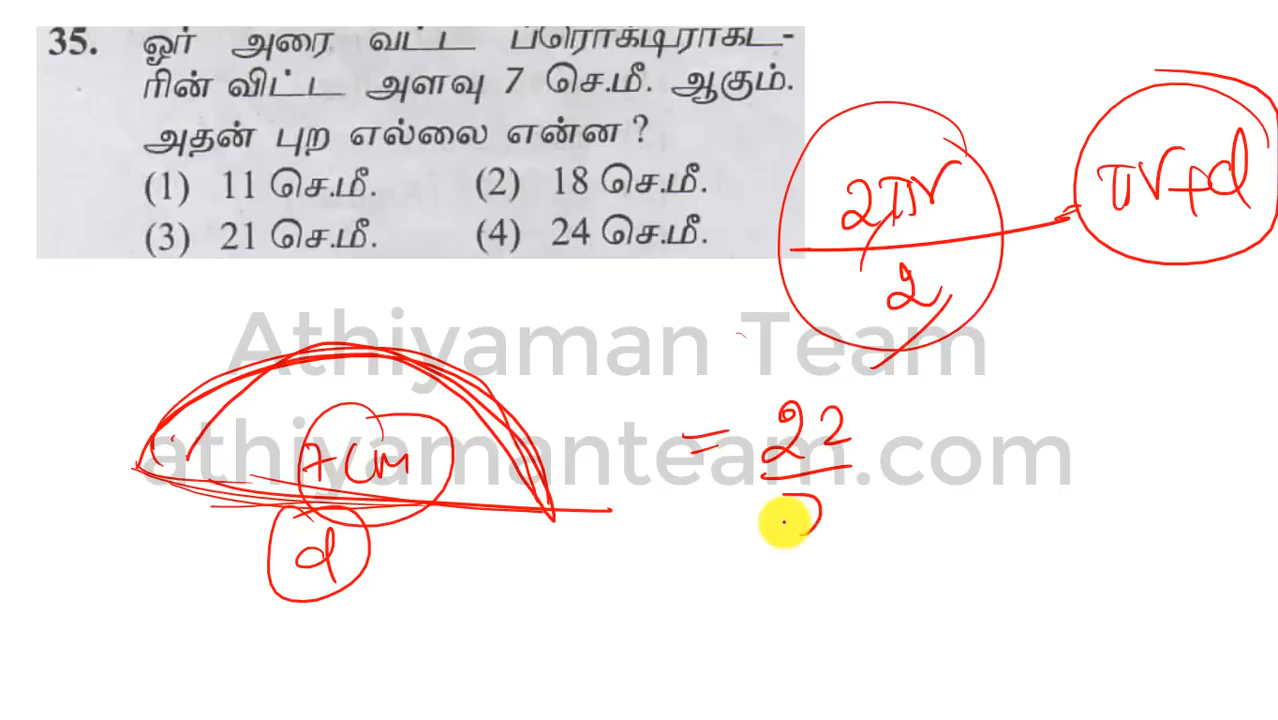 35. ஓர் அரை வட்ட ப்ரொக்டிராகட-
ரின் விட்ட அளவு 7 செ.மீ. ஆகும்.
அதன் புற எல்லை என்ன ?
(1) 11 செ.மீ. (2) 18 செ.மீ.
(3) 21 செ.மீ. (4) 24 செ.மீ.
2πr
2
πr+d
Athiyaman Team
athiyamanteam.com
7cm
d
= 22